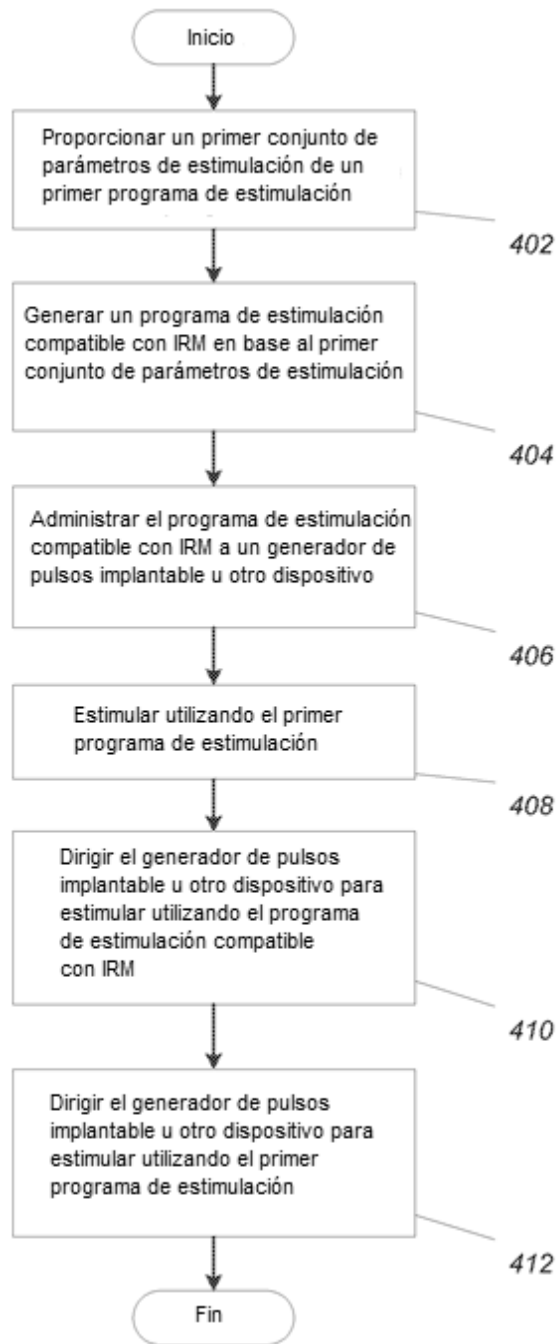 Inicio
Proporcionar un primer conjunto de
parámetros de estimulación de un
primer programa de estimulación
402
Generar un programa de estimulación
compatible con IRM en base al primer
conjunto de parámetros de estimulación
404
Administrar el programa de estimulación
compatible con IRM a un generador de
pulsos implantable u otro dispositivo
406
Estimular utilizando el primer
programa de estimulación
408
Dirigir el generador de pulsos
implantable u otro dispositivo para
estimular utilizando el programa
de estimulación compatible
con IRM
410
Dirigir el generador de pulsos
implantable u otro dispositivo para
estimular utilizando el primer
programa de estimulación
412
Fin